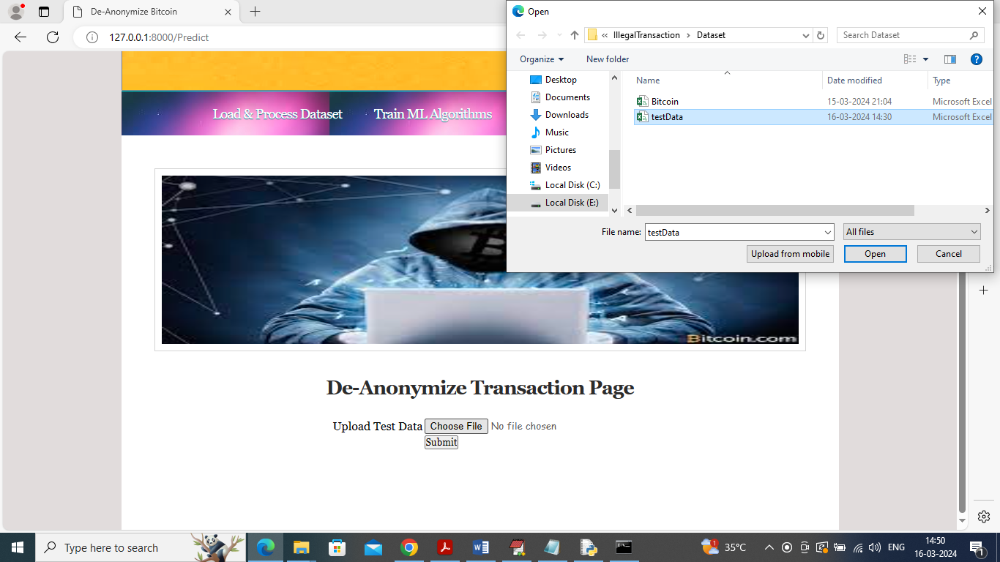 De-Anonymize Bitcoin
127.0.0.1:8000/Predict
Load & Process Dataset
Train ML Algorithms
Open
« IllegalTransaction › Dataset
Search Dataset
Organize
New folder
Name
Date modified
Type
Desktop
Documents
Downloads
Music
Pictures
Videos
Local Disk (C:)
Local Disk (E:)
Bitcoin 15-03-2024 21:04 Microsoft Excel
testData 16-03-2024 14:30 Microsoft Excel
File name: testData
All files
Upload from mobile
Open
Cancel
Bitcoin.com
De-Anonymize Transaction Page
Upload Test Data Choose File No file chosen
Submit
Type here to search
35°C
ENG
14:50
16-03-2024
1
1